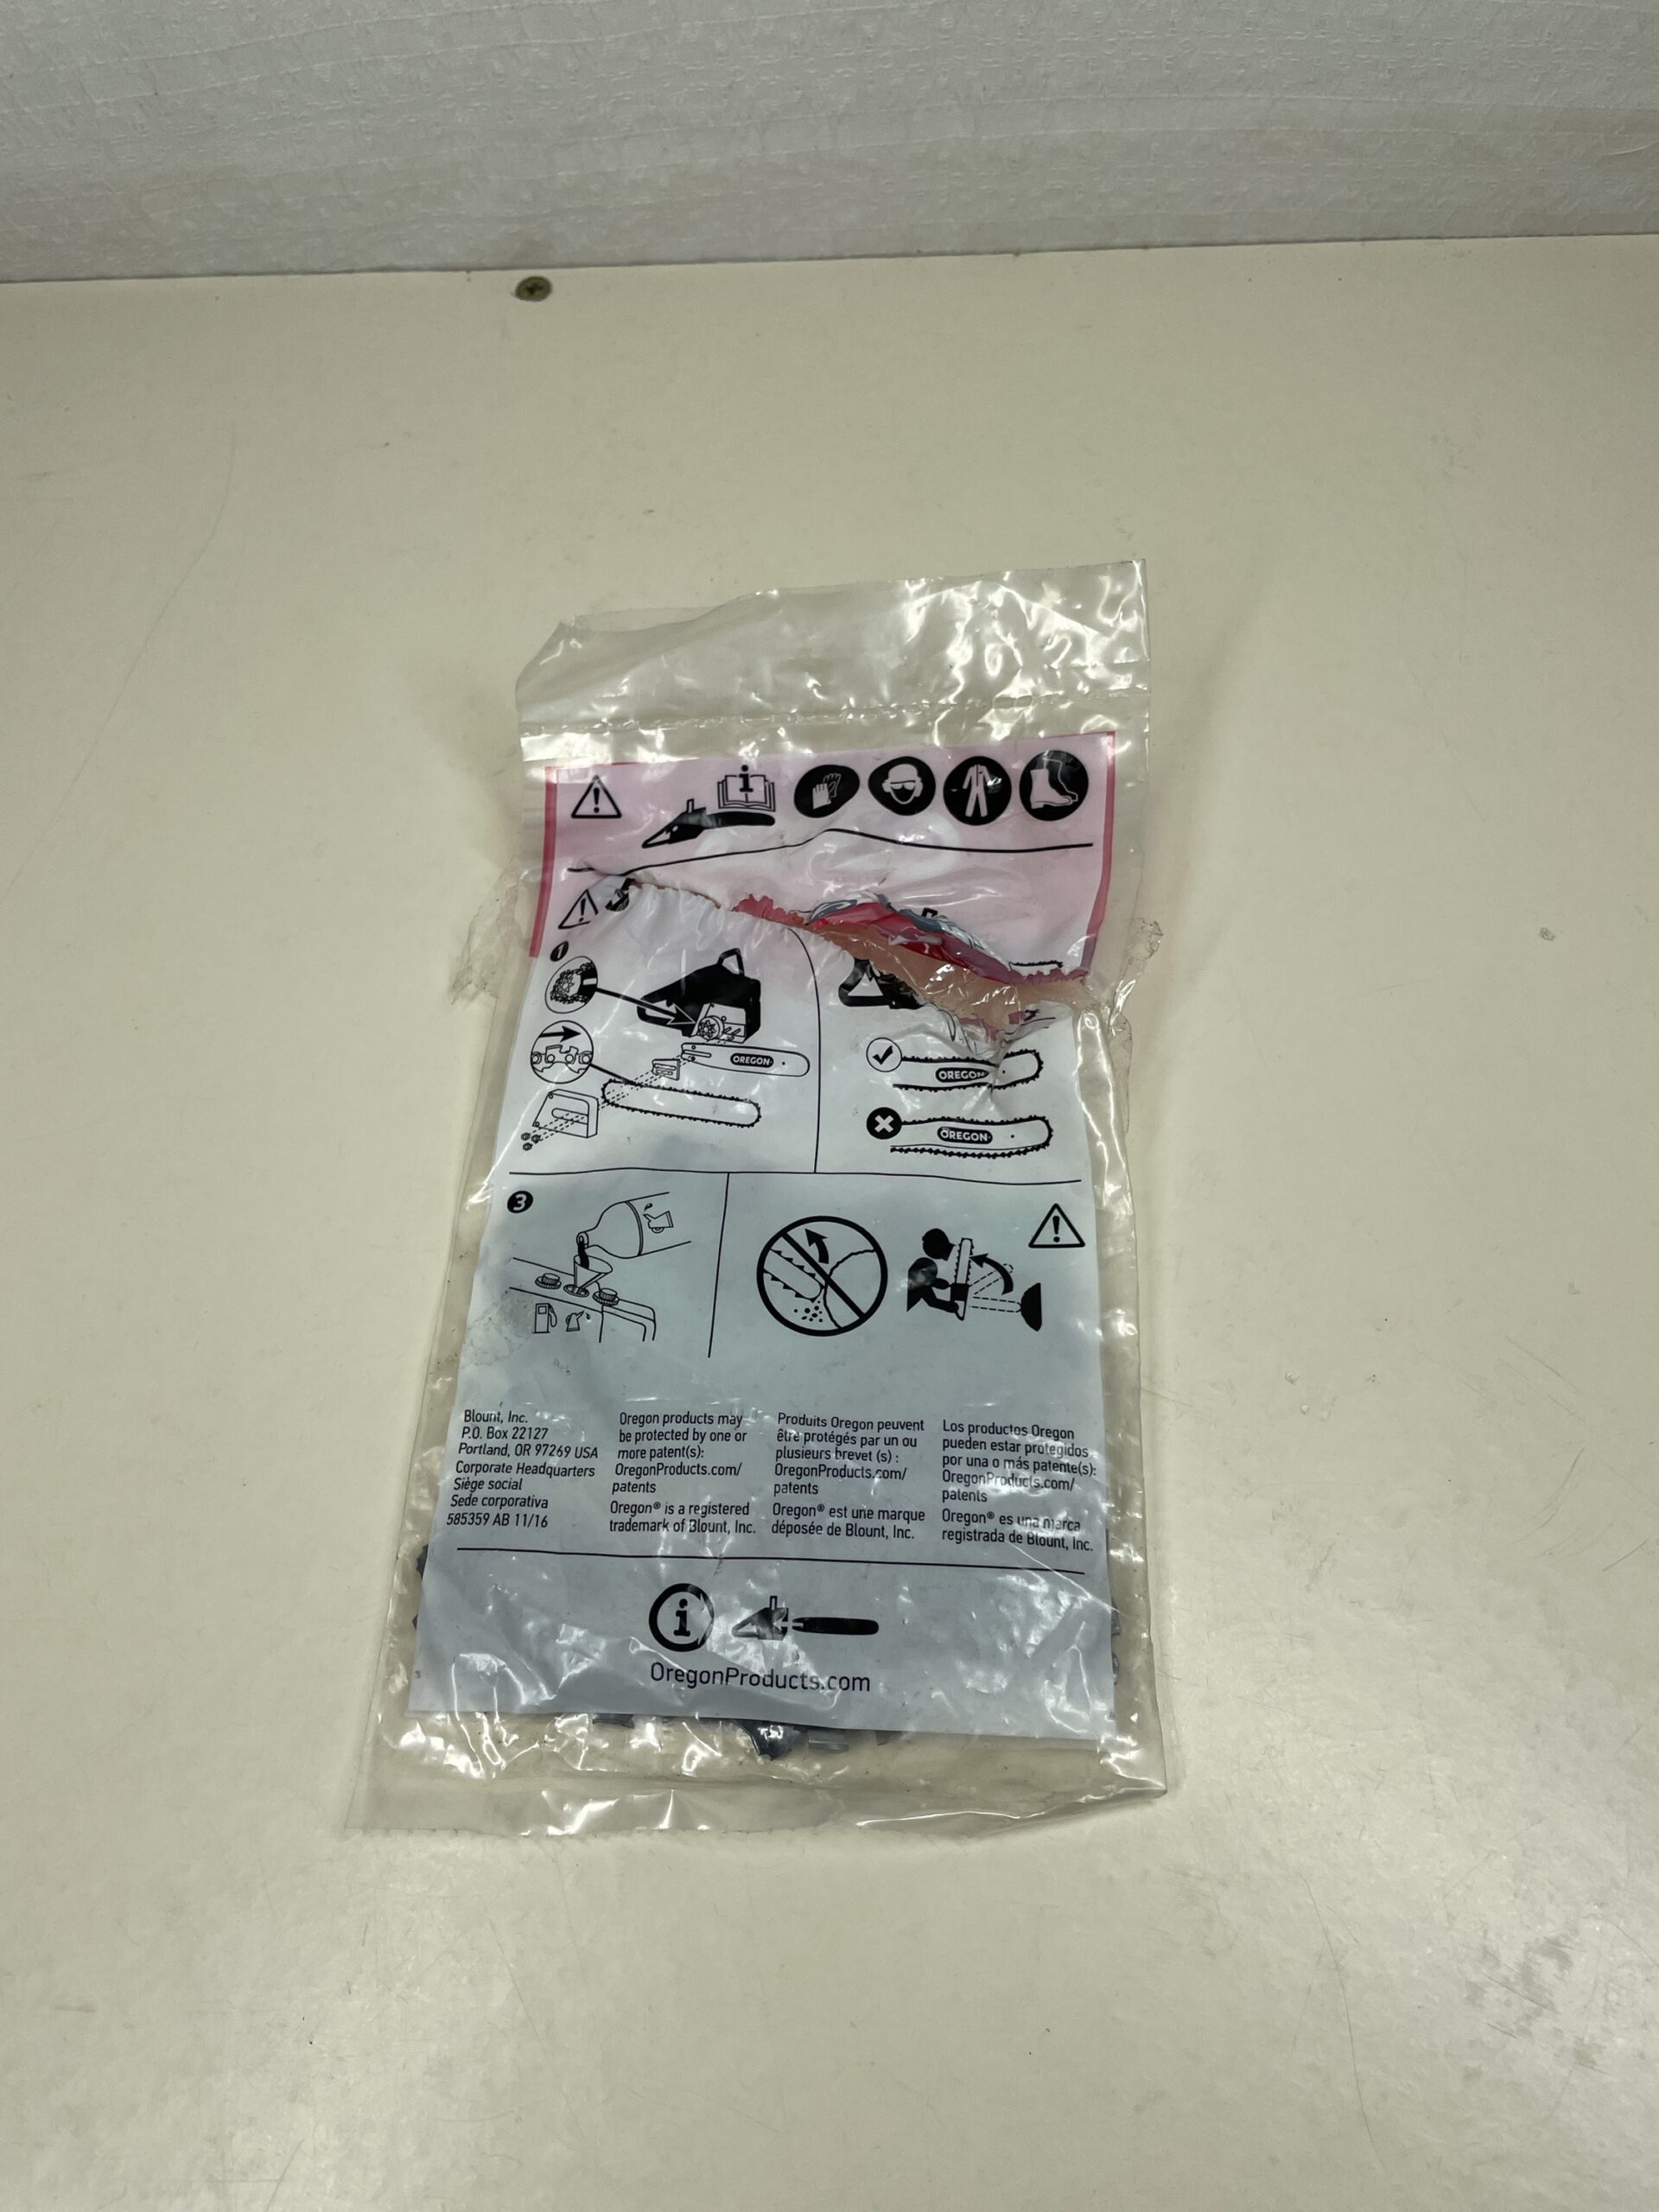 1
OREGON
OREGON
OREGON
3
Blount, Inc.
P.O. Box 22127
Portland, OR 97269 USA
Corporate Headquarters
Siège social
Sede corporativa
585359 AB 11/16
Oregon products may
be protected by one or
more patent(s):
OregonProducts.com/
patents
Oregon® is a registered
trademark of Blount, Inc.
Produits Oregon peuvent
être protégés par un ou
plusieurs brevet (s) :
OregonProducts.com/
patents
Oregon® est une marque
déposée de Blount, Inc.
Los productos Oregon
pueden estar protegidos
por una o más patente(s):
OregonProducts.com/
patents
Oregon® es una marca
registrada de Blount, Inc.
OregonProducts.com